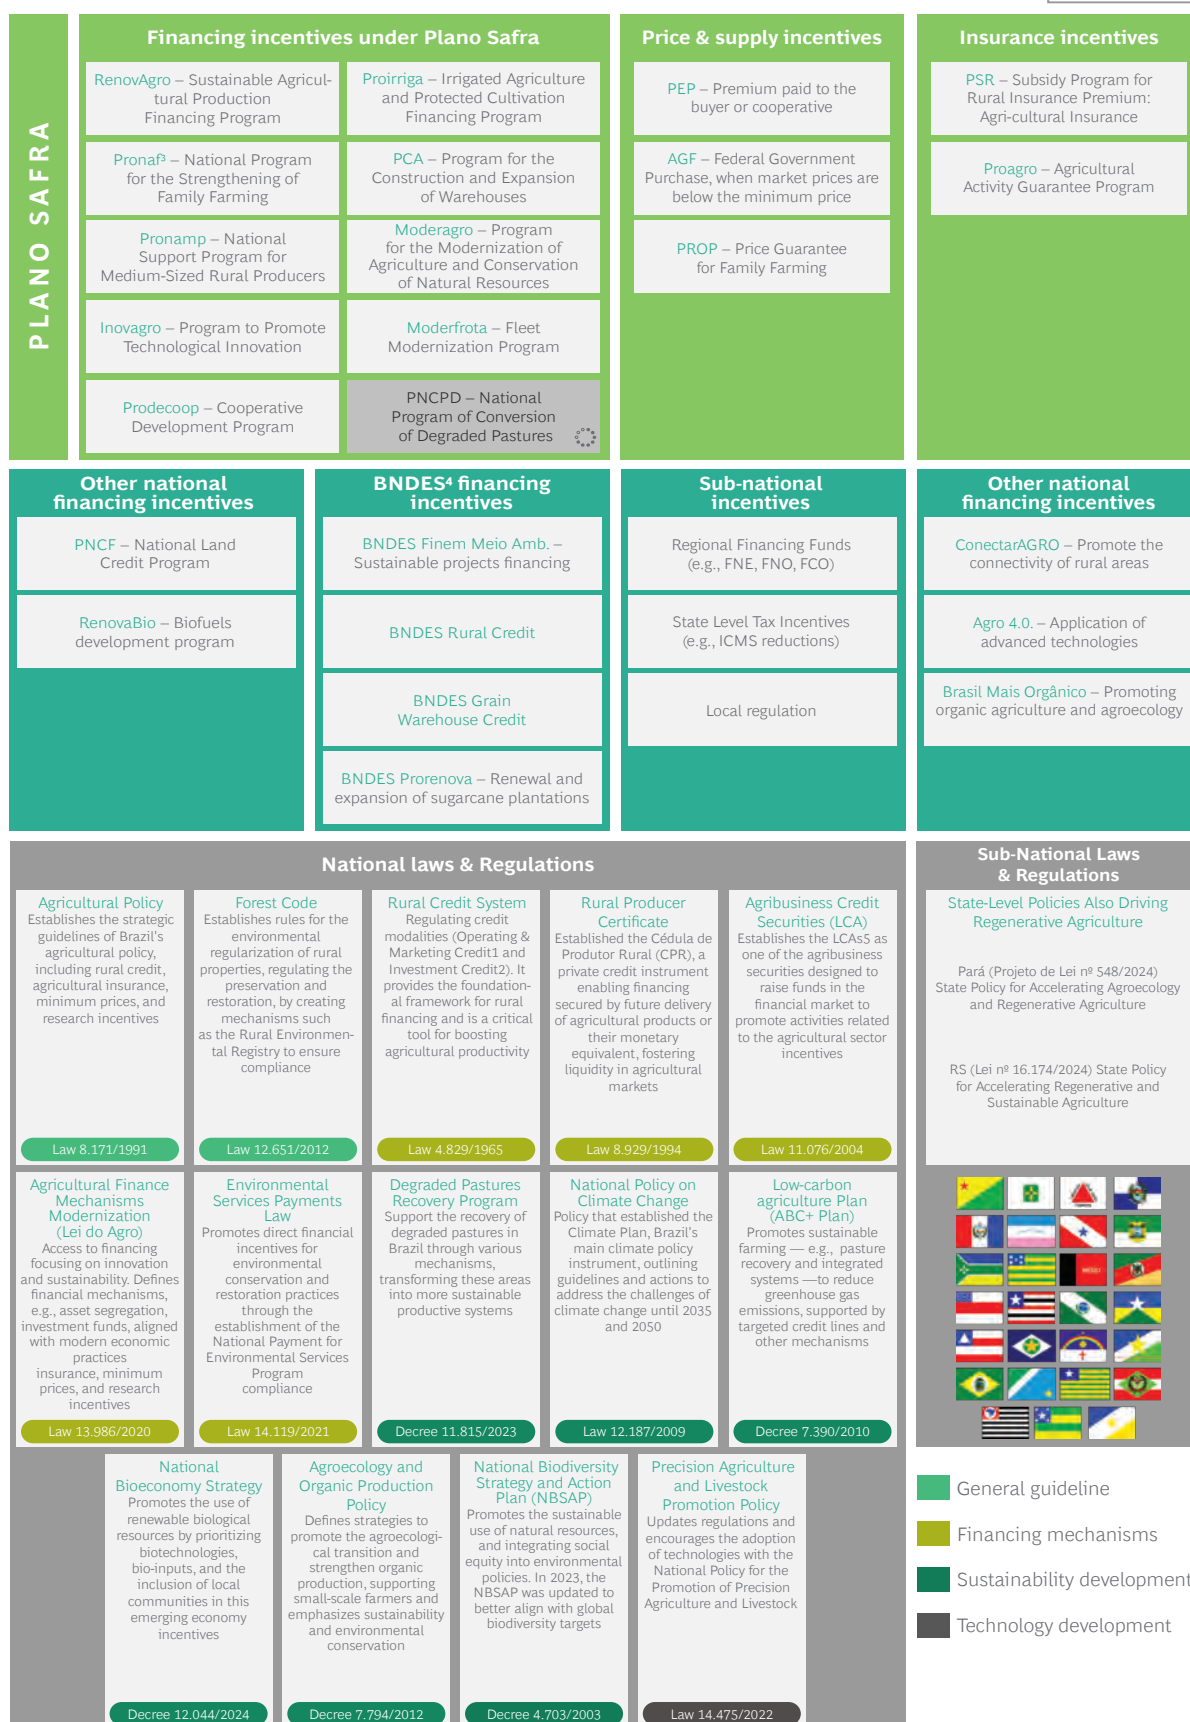 PLANO SAFRA
Financing incentives under Plano Safra
RenovAgro – Sustainable Agricul-
tural Production
Financing Program
Proirriga – Irrigated Agriculture
and Protected Cultivation
Financing Program
Pronaf³ – National Program
for the Strengthening of
Family Farming
PCA – Program for the
Construction and Expansion
of Warehouses
Pronamp – National
Support Program for
Medium-Sized Rural Producers
Moderagro – Program
for the Modernization of
Agriculture and Conservation
of Natural Resources
Inovagro – Program to Promote
Technological Innovation
Moderfrota – Fleet
Modernization Program
Prodecoop – Cooperative
Development Program
PNCPD – National
Program of Conversion
of Degraded Pastures
Price & supply incentives
PEP – Premium paid to the
buyer or cooperative
AGF – Federal Government
Purchase, when market prices are
below the minimum price
PROP – Price Guarantee
for Family Farming
Insurance incentives
PSR – Subsidy Program for
Rural Insurance Premium:
Agri-cultural Insurance
Proagro – Agricultural
Activity Guarantee Program
Other national
financing incentives
PNCF – National Land
Credit Program
RenovaBio – Biofuels
development program
BNDES⁴ financing
incentives
BNDES Finem Meio Amb. –
Sustainable projects financing
BNDES Rural Credit
BNDES Grain
Warehouse Credit
BNDES Prorenova – Renewal and
expansion of sugarcane plantations
Sub-national
incentives
Regional Financing Funds
(e.g., FNE, FNO, FCO)
State Level Tax Incentives
(e.g., ICMS reductions)
Local regulation
Other national
financing incentives
ConectarAGRO – Promote the
connectivity of rural areas
Agro 4.0. – Application of
advanced technologies
Brasil Mais Orgânico – Promoting
organic agriculture and agroecology
National laws & Regulations
Agricultural Policy
Establishes the strategic
guidelines of Brazil's
agricultural policy,
including rural credit,
agricultural insurance,
minimum prices, and
research incentives
Law 8.171/1991
Forest Code
Establishes rules for the
environmental
regularization of rural
properties, regulating the
preservation and
restoration, by creating
mechanisms such
as the Rural Environmen-
tal Registry to ensure
compliance
Law 12.651/2012
Rural Credit System
Regulating credit
modalities (Operating &
Marketing Credit1 and
Investment Credit2). It
provides the foundation-
al framework for rural
financing and is a critical
tool for boosting
agricultural productivity
Law 4.829/1965
Rural Producer
Certificate
Established the Cédula de
Produtor Rural (CPR), a
private credit instrument
enabling financing
secured by future delivery
of agricultural products or
their monetary
equivalent, fostering
liquidity in agricultural
markets
Law 8.929/1994
Agribusiness Credit
Securities (LCA)
Establishes the LCAs5 as
one of the agribusiness
securities designed to
raise funds in the
financial market to
promote activities related
to the agricultural sector
incentives
Law 11.076/2004
Agricultural Finance
Mechanisms
Modernization
(Lei do Agro)
Access to financing
focusing on innovation
and sustainability. Defines
financial mechanisms,
e.g., asset segregation,
investment funds, aligned
with modern economic
practices
insurance, minimum
prices, and research
incentives
Law 13.986/2020
Environmental
Services Payments
Law
Promotes direct financial
incentives for
environmental
conservation and
restoration practices
through the
establishment of the
National Payment for
Environmental Services
Program
compliance
Law 14.119/2021
Degraded Pastures
Recovery Program
Support the recovery of
degraded pastures in
Brazil through various
mechanisms,
transforming these areas
into more sustainable
productive systems
Decree 11.815/2023
National Policy on
Climate Change
Policy that established the
Climate Plan, Brazil's
main climate policy
instrument, outlining
guidelines and actions to
address the challenges of
climate change until 2035
and 2050
Law 12.187/2009
Low-carbon
agriculture Plan
(ABC+ Plan)
Promotes sustainable
farming — e.g., pasture
recovery and integrated
systems —to reduce
greenhouse gas
emissions, supported by
targeted credit lines and
other mechanisms
Decree 7.390/2010
National
Bioeconomy Strategy
Promotes the use of
renewable biological
resources by prioritizing
biotechnologies,
bio-inputs, and the
inclusion of local
communities in this
emerging economy
incentives
Decree 12.044/2024
Agroecology and
Organic Production
Policy
Defines strategies to
promote the agroecologi-
cal transition and
strengthen organic
production, supporting
small-scale farmers and
emphasizes sustainability
and environmental
conservation
Decree 7.794/2012
National Biodiversity
Strategy and Action
Plan (NBSAP)
Promotes the sustainable
use of natural resources,
and integrating social
equity into environmental
policies. In 2023, the
NBSAP was updated to
better align with global
biodiversity targets
Decree 4.703/2003
Precision Agriculture
and Livestock
Promotion Policy
Updates regulations and
encourages the adoption
of technologies with the
National Policy for the
Promotion of Precision
Agriculture and Livestock
Law 14.475/2022
Sub-National Laws
& Regulations
State-Level Policies Also Driving
Regenerative Agriculture
Pará (Projeto de Lei nº 548/2024)
State Policy for Accelerating Agroecology
and Regenerative Agriculture
RS (Lei nº 16.174/2024) State Policy
for Accelerating Regenerative and
Sustainable Agriculture
General guideline
Financing mechanisms
Sustainability development
Technology development